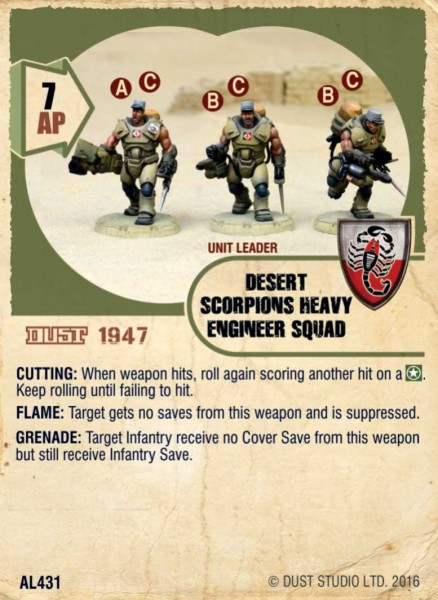 7
AP
A C
B C
B C
UNIT LEADER
DESERT
SCORPIONS HEAVY
ENGINEER SQUAD
DUST 1947
CUTTING: When weapon hits, roll again scoring another hit on a .
Keep rolling until failing to hit.
FLAME: Target gets no saves from this weapon and is suppressed.
GRENADE: Target Infantry receive no Cover Save from this weapon
but still receive Infantry Save.
AL431
© DUST STUDIO LTD. 2016